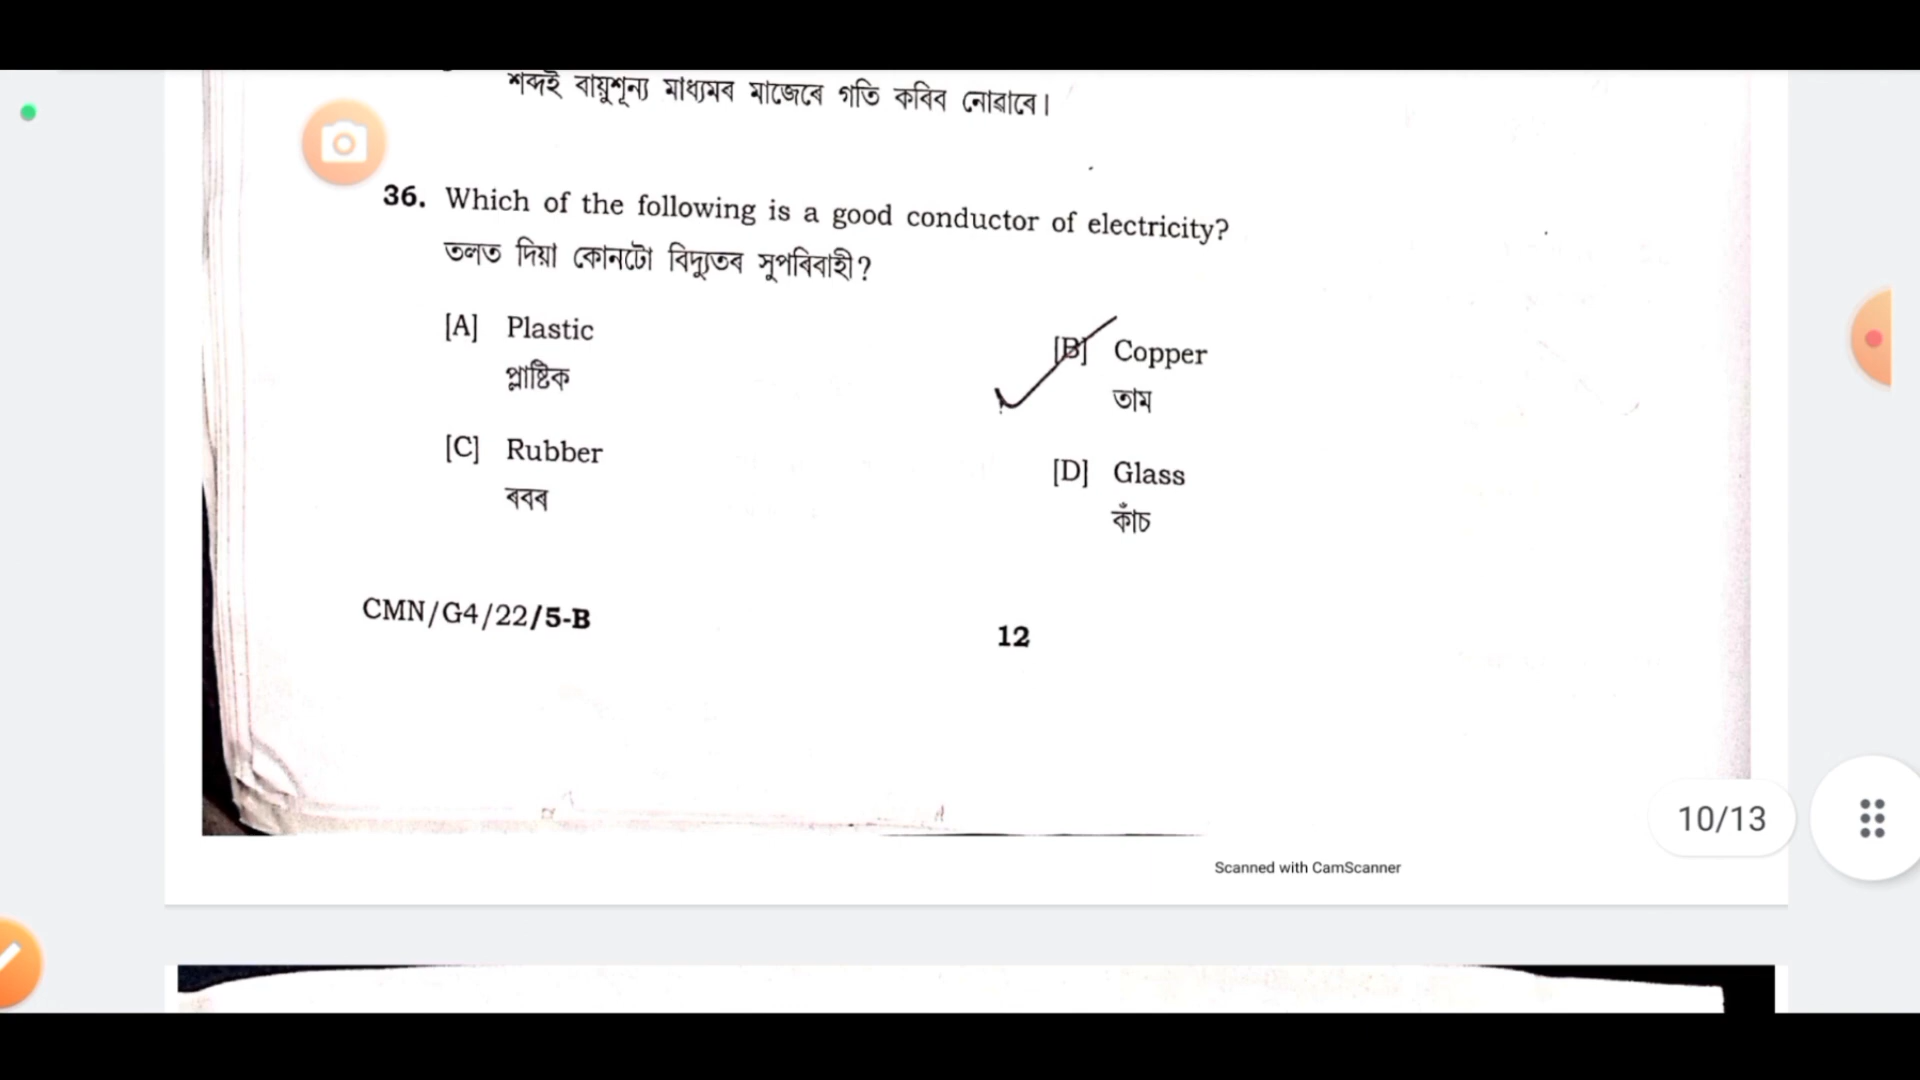 শব্দই বায়ুশূন্য মাধ্যমৰ মাজেৰে গতি কৰিব নোৱাৰে।
36. Which of the following is a good conductor of electricity?
তলত দিয়া কোনটো বিদ্যুতৰ সুপৰিবাহী?
[A] Plastic
প্লাষ্টিক
[B] Copper
তাম
[C] Rubber
ৰবৰ
[D] Glass
কাঁচ
CMN/G4/22/5-B
12
10/13
Scanned with CamScanner